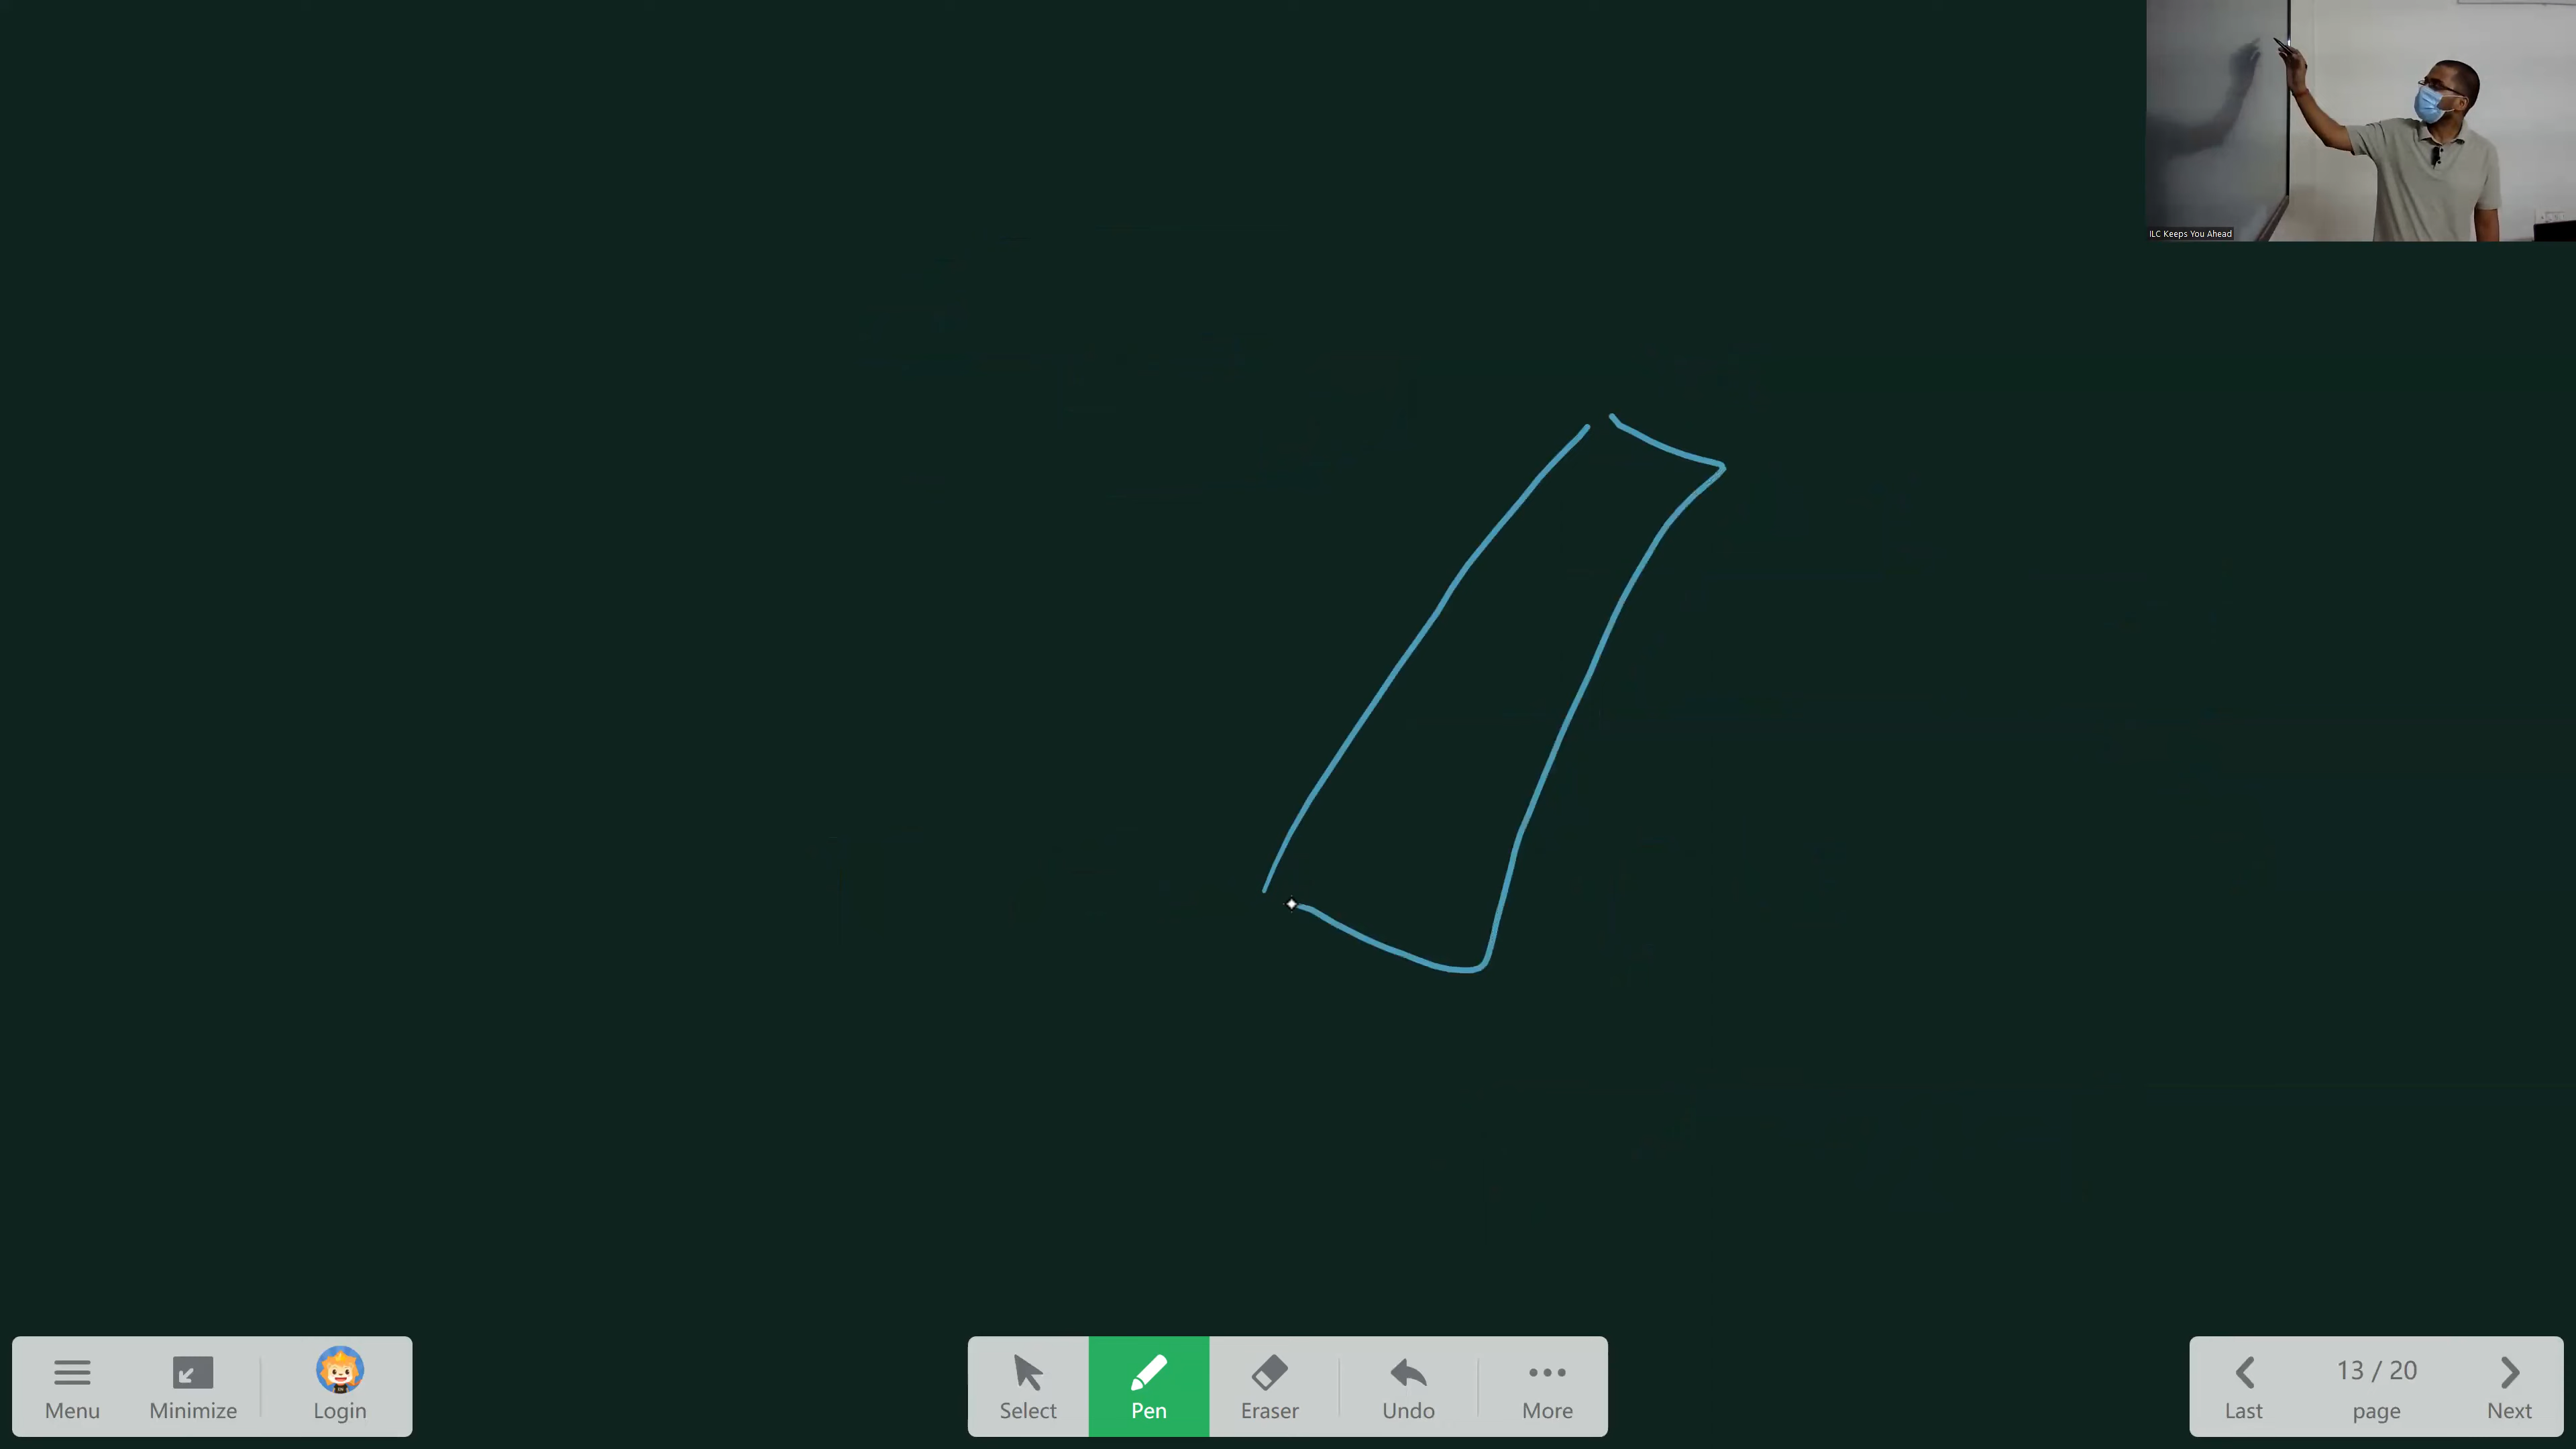 ILC Keeps You Ahead
Menu
Minimize
Login
Select
Pen
Eraser
Undo
More
Last
13 / 20
page
Next